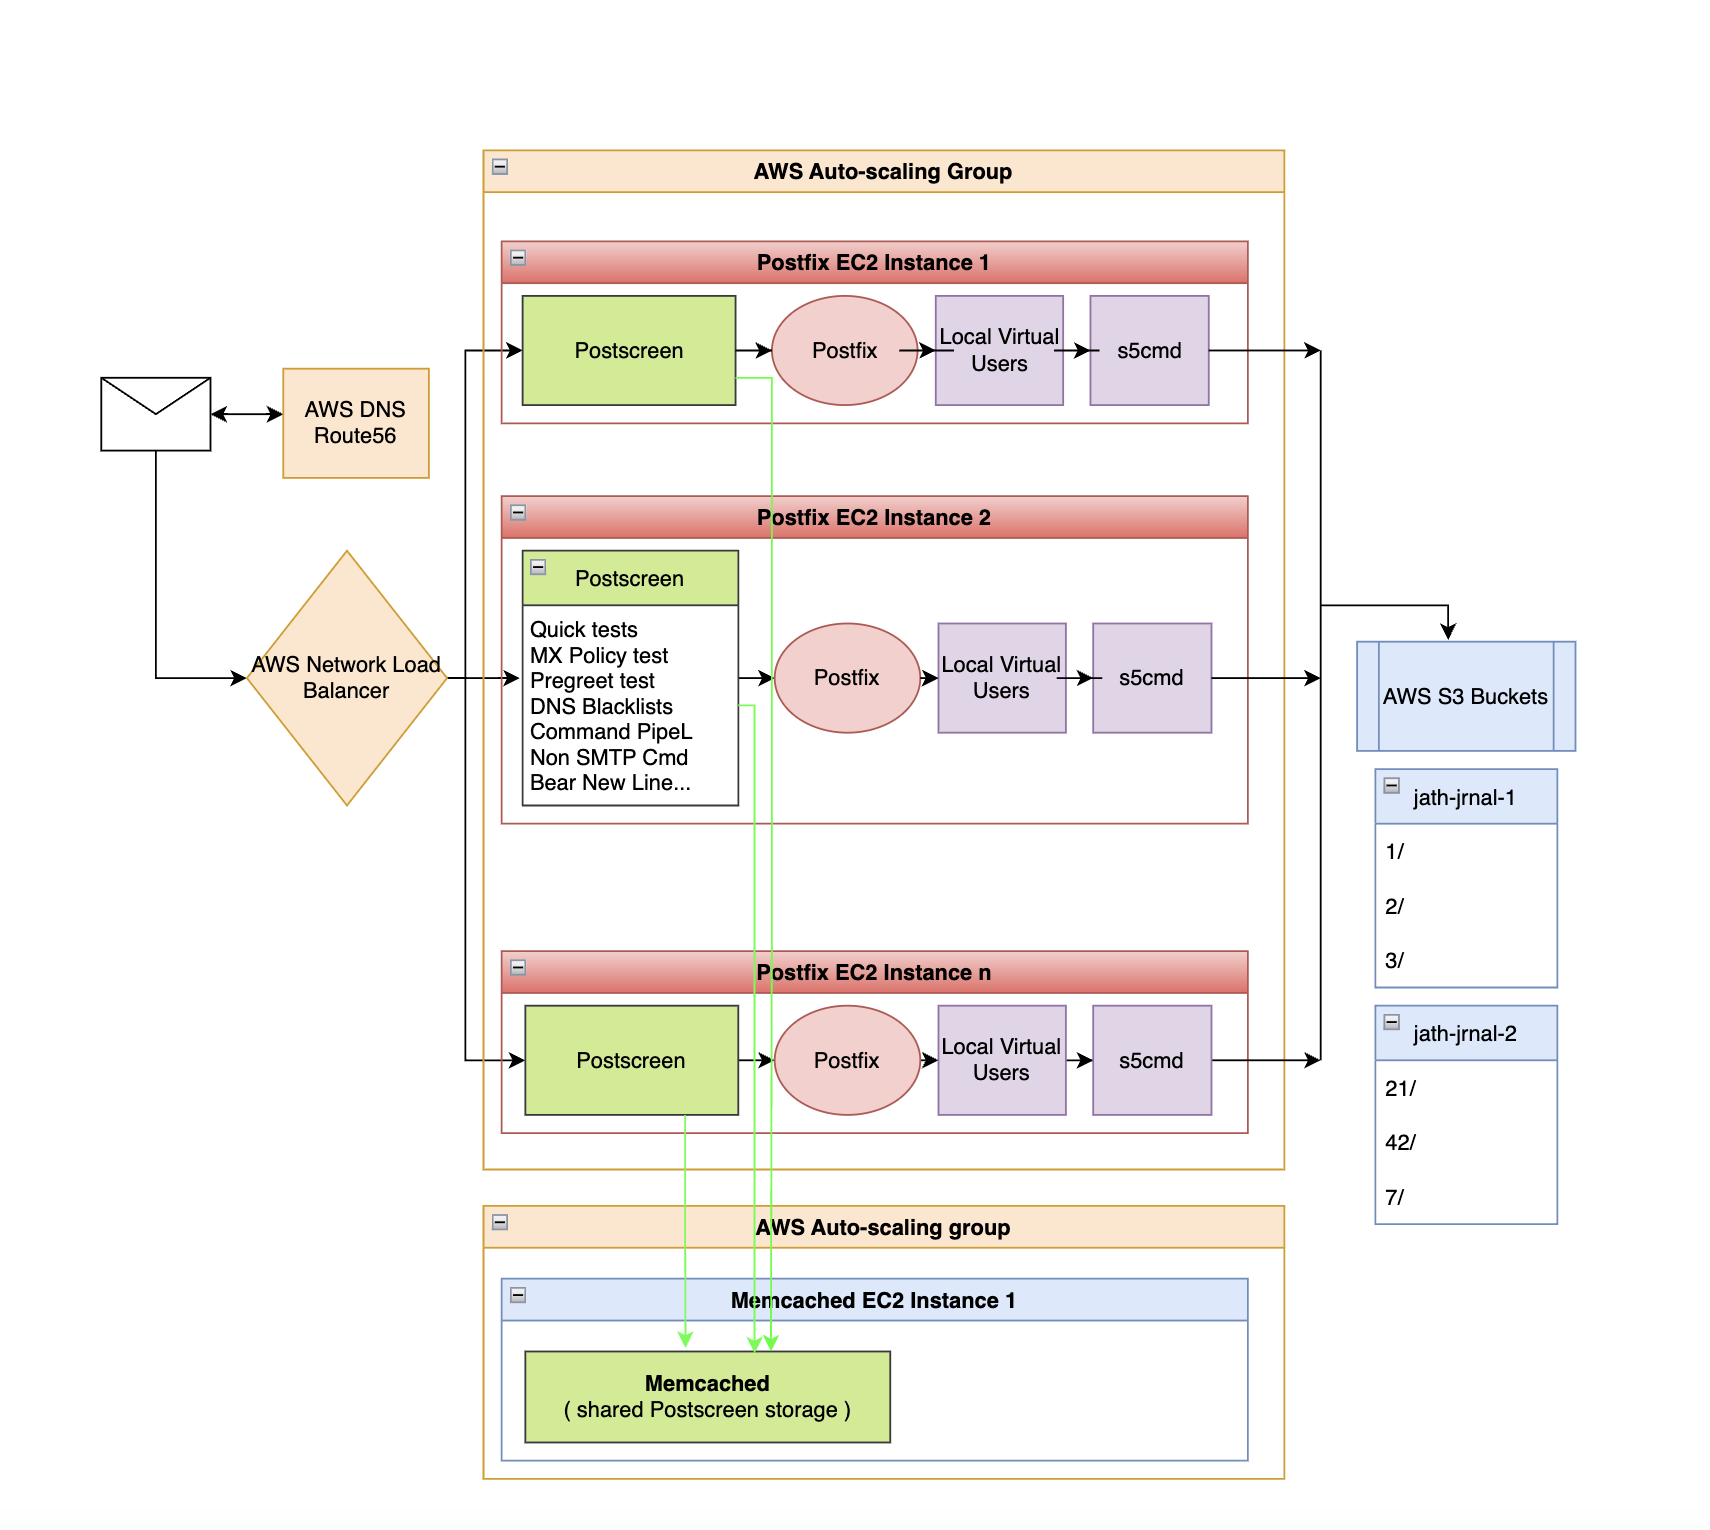 AWS Auto-scaling Group
Postfix EC2 Instance 1
Postscreen
Postfix
Local Virtual
Users
s5cmd
AWS DNS
Route56
Postfix EC2 Instance 2
Postscreen
Quick tests
MX Policy test
Pregreet test
DNS Blacklists
Command PipeL
Non SMTP Cmd
Bear New Line...
Postfix
Local Virtual
Users
s5cmd
AWS Network Load
Balancer
AWS S3 Buckets
jath-jrnal-1
1/
2/
3/
Postfix EC2 Instance n
Postscreen
Postfix
Local Virtual
Users
s5cmd
jath-jrnal-2
21/
42/
7/
AWS Auto-scaling group
Memcached EC2 Instance 1
Memcached
( shared Postscreen storage )